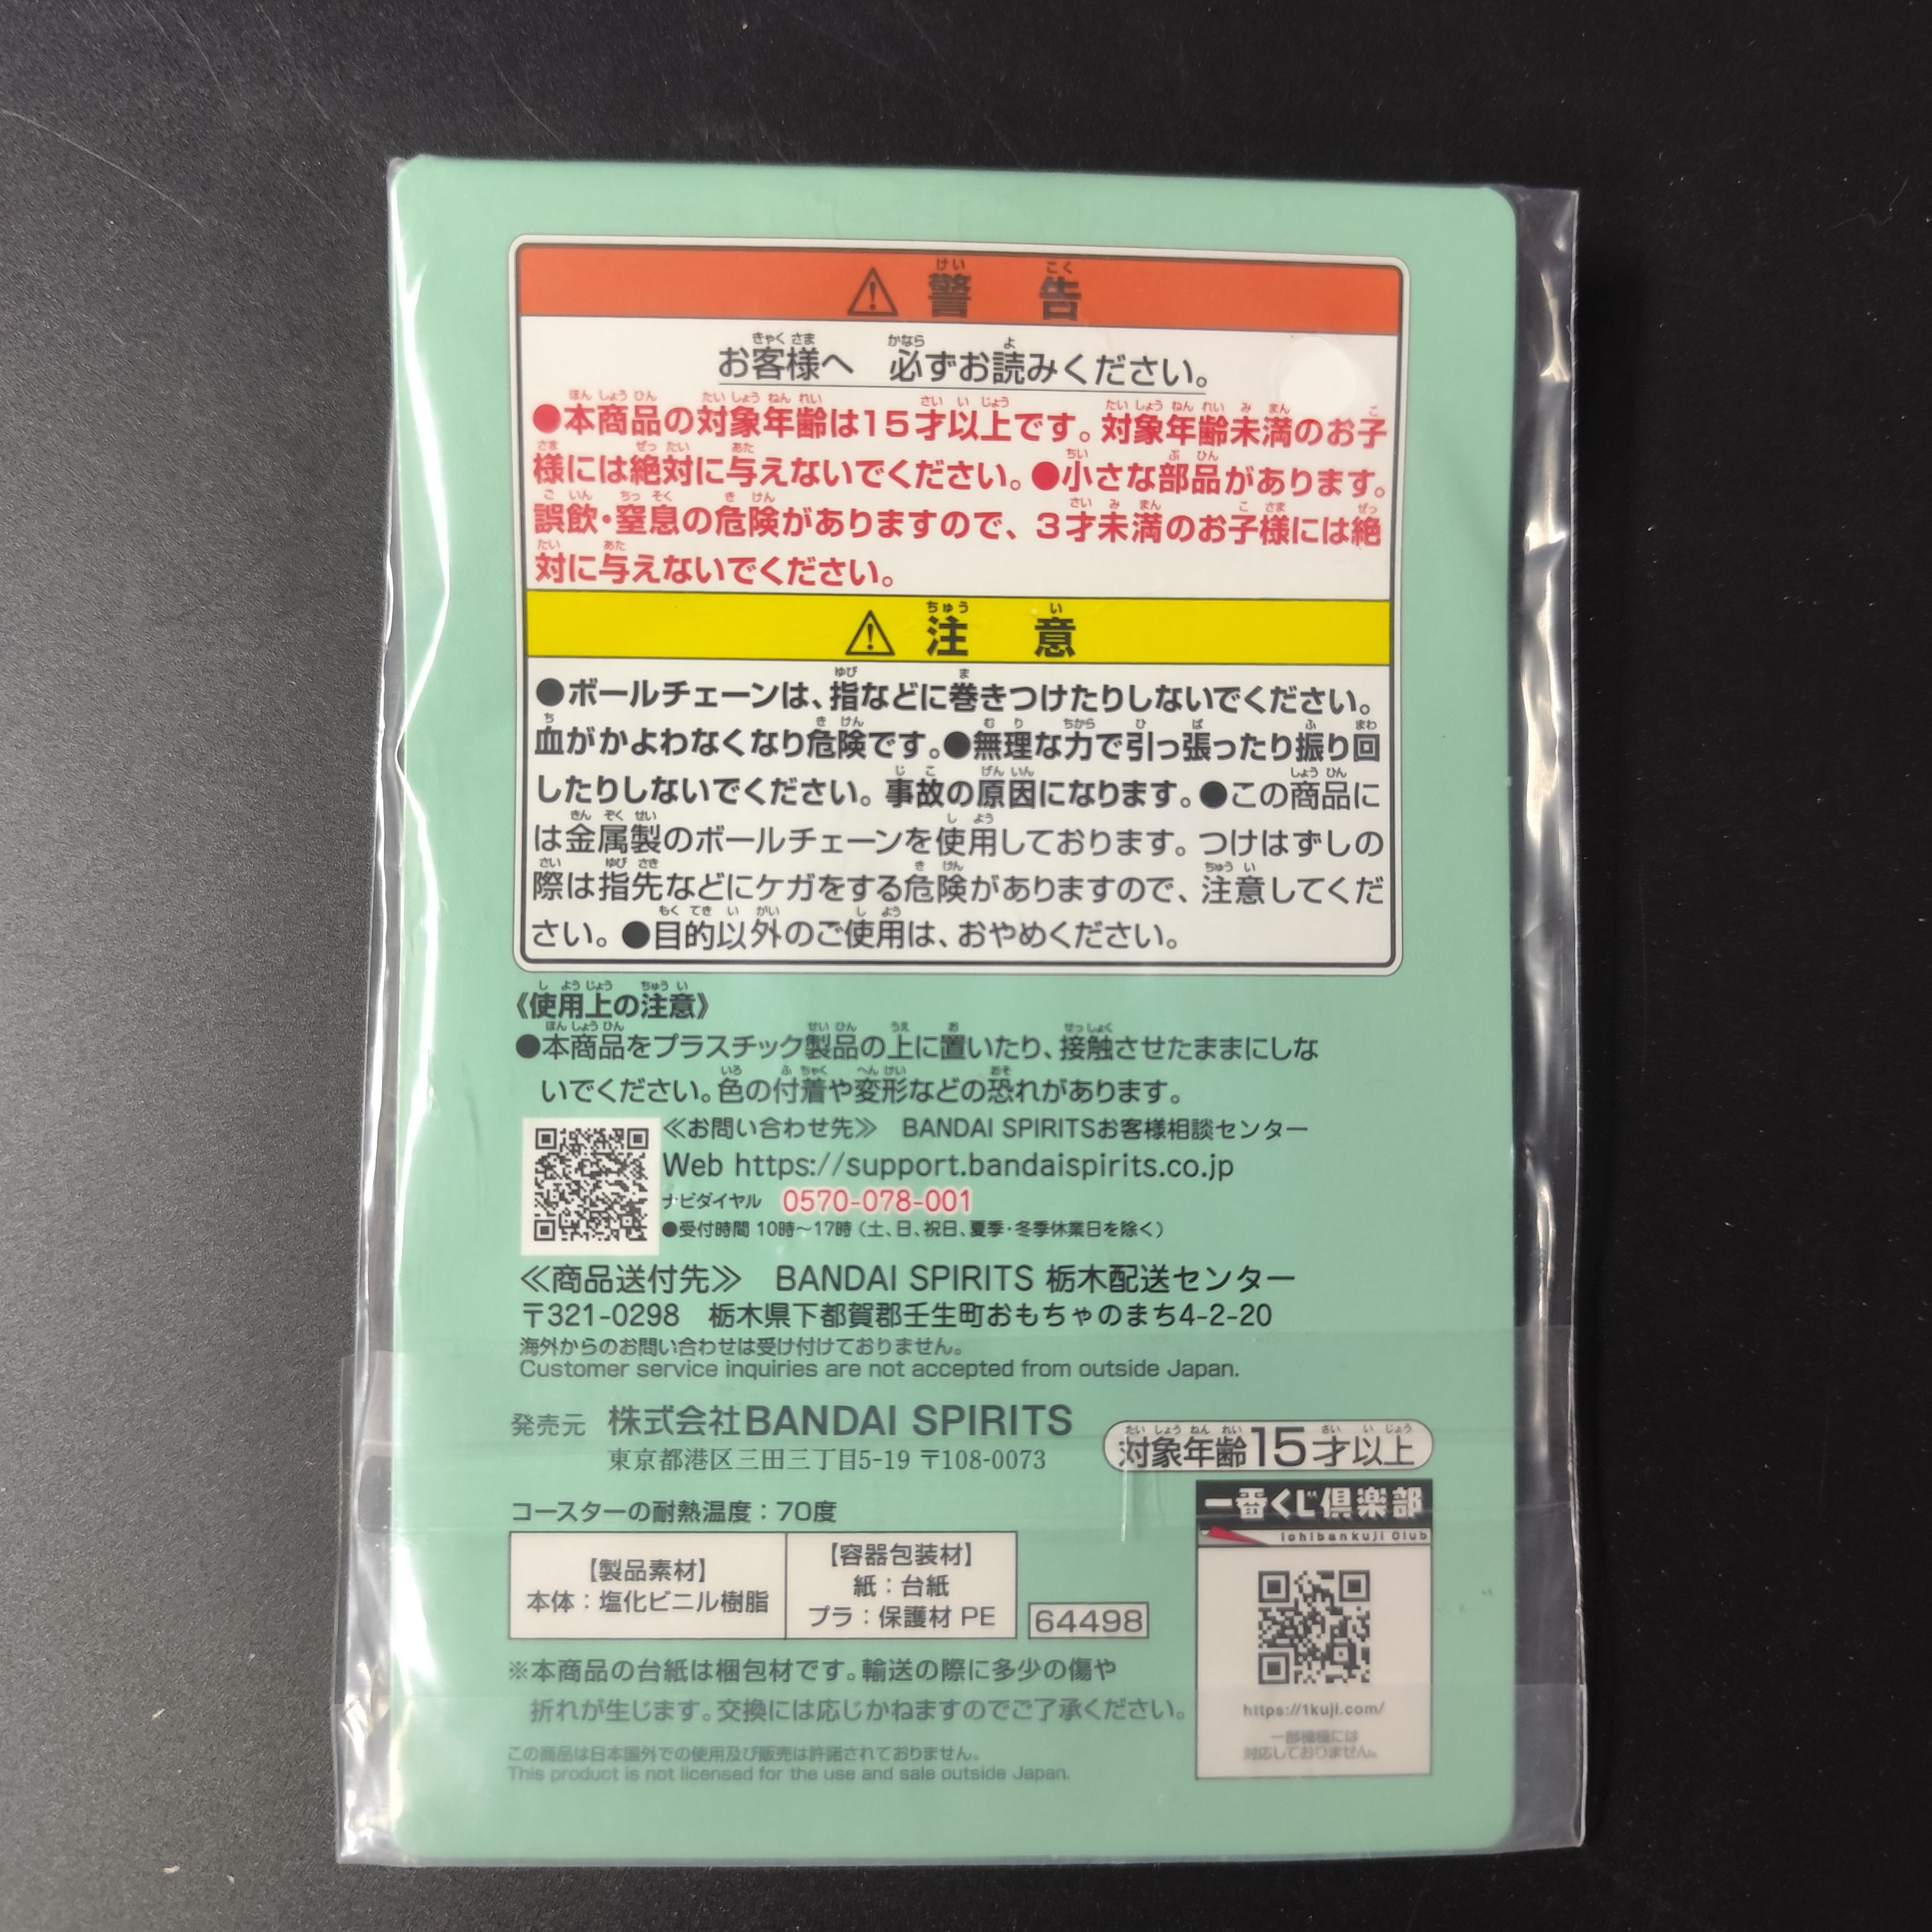 ⚠ 警告
お客様へ 必ずお読みください。
●本商品の対象年齢は15才以上です。対象年齢未満のお子
様には絶対に与えないでください。●小さな部品があります。
誤飲・窒息の危険がありますので、3才未満のお子様には絶
対に与えないでください。
⚠ 注意
●ボールチェーンは、指などに巻きつけたりしないでください。
血がかよわなくなり危険です。●無理な力で引っ張ったり振り回
したりしないでください。事故の原因になります。●この商品に
は金属製のボールチェーンを使用しております。つけはずしの
際は指先などにケガをする危険がありますので、注意してくだ
さい。●目的以外のご使用は、おやめください。
《使用上の注意》
●本商品をプラスチック製品の上に置いたり、接触させたままにしな
いでください。色の付着や変形などの恐れがあります。
≪お問い合わせ先≫ BANDAI SPIRITSお客様相談センター
Web https://support.bandaispirits.co.jp
ナビダイヤル 0570-078-001
●受付時間 10時～17時（土、日、祝日、夏季・冬季休業日を除く）
≪商品送付先≫ BANDAI SPIRITS 栃木配送センター
〒321-0298 栃木県下都賀郡壬生町おもちゃのまち4-2-20
海外からのお問い合わせは受け付けておりません。
Customer service inquiries are not accepted from outside Japan.
発売元 株式会社BANDAI SPIRITS
東京都港区三田三丁目5-19 〒108-0073
対象年齢15才以上
コースターの耐熱温度：70度
【製品素材】
本体：塩化ビニル樹脂
【容器包装材】
紙：台紙
プラ：保護材 PE
64498
一番くじ倶楽部
Ichibankuji Club
https://1kuji.com/
一部機種には
対応しておりません。
※本商品の台紙は梱包材です。輸送の際に多少の傷や
折れが生じます。交換には応じかねますのでご了承ください。
この商品は日本国外での使用及び販売は許諾されておりません。
This product is not licensed for the use and sale outside Japan.